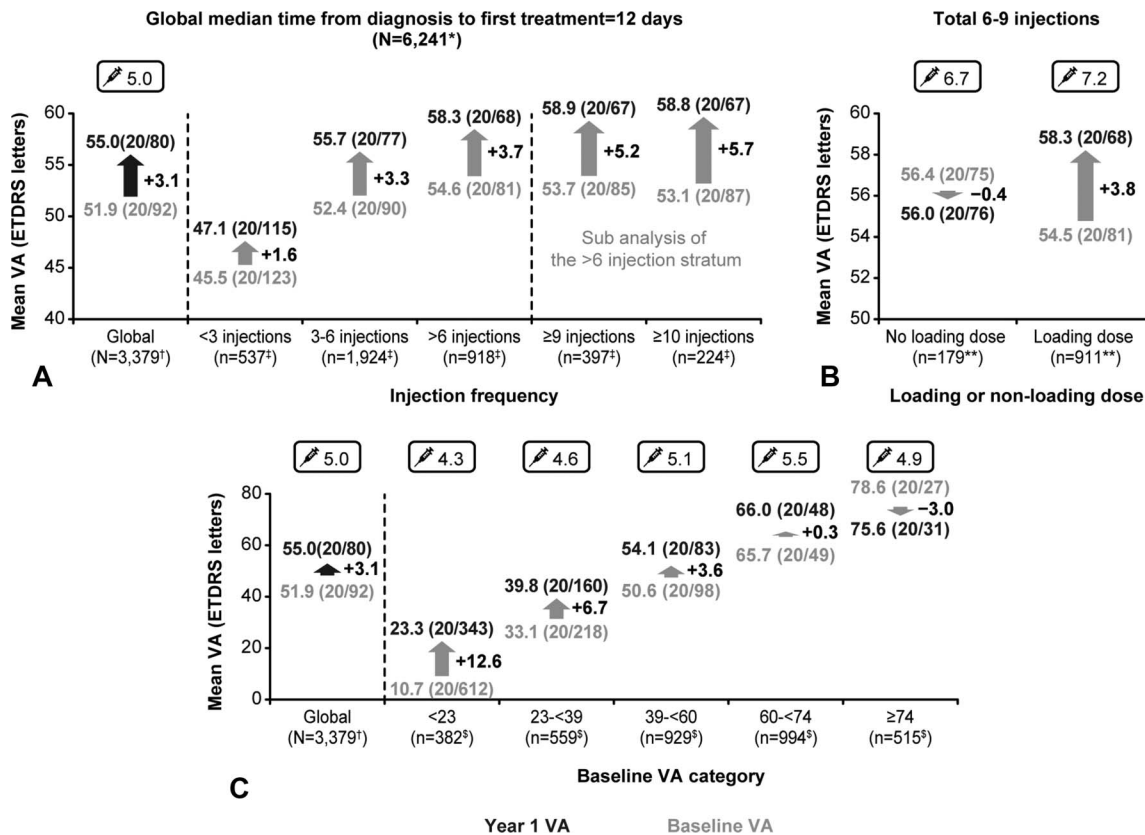 Global median time from diagnosis to first treatment=12 days
(N=6,241*)
5.0
Mean VA (ETDRS letters)
60
55
50
45
40
55.0(20/80)
+3.1
51.9 (20/92)
47.1 (20/115)
+1.6
45.5 (20/123)
55.7 (20/77)
+3.3
52.4 (20/90)
58.3 (20/68)
+3.7
54.6 (20/81)
58.9 (20/67)
+5.2
53.7 (20/85)
58.8 (20/67)
+5.7
53.1 (20/87)
Sub analysis of
the >6 injection stratum
Global
(N=3,379†)
<3 injections
(n=537‡)
3-6 injections
(n=1,924‡)
>6 injections
(n=918‡)
≥9 injections
(n=397‡)
≥10 injections
(n=224‡)
A
Injection frequency
Total 6-9 injections
6.7
7.2
Mean VA (ETDRS letters)
60
58
56
54
52
50
56.4 (20/75)
−0.4
56.0 (20/76)
58.3 (20/68)
+3.8
54.5 (20/81)
No loading dose
(n=179**)
Loading dose
(n=911**)
B
Loading or non-loading dose
5.0
4.3
4.6
5.1
5.5
4.9
Mean VA (ETDRS letters)
80
60
40
20
0
55.0(20/80)
+3.1
51.9 (20/92)
23.3 (20/343)
+12.6
10.7 (20/612)
39.8 (20/160)
+6.7
33.1 (20/218)
54.1 (20/83)
+3.6
50.6 (20/98)
66.0 (20/48)
+0.3
65.7 (20/49)
78.6 (20/27)
−3.0
75.6 (20/31)
Global
(N=3,379†)
<23
(n=382$)
23-<39
(n=559$)
39-<60
(n=929$)
60-<74
(n=994$)
≥74
(n=515$)
C
Baseline VA category
Year 1 VA
Baseline VA